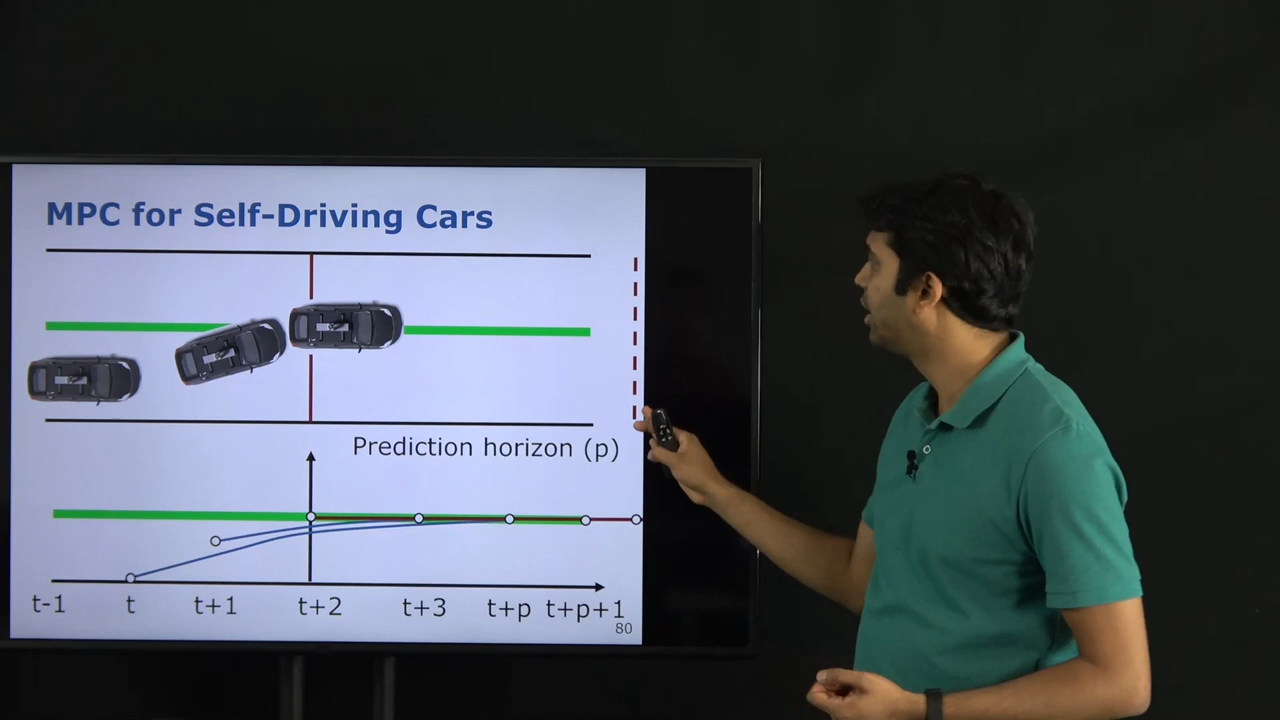 MPC for Self-Driving Cars
Prediction horizon (p)
t-1 t t+1 t+2 t+3 t+p t+p+1
80